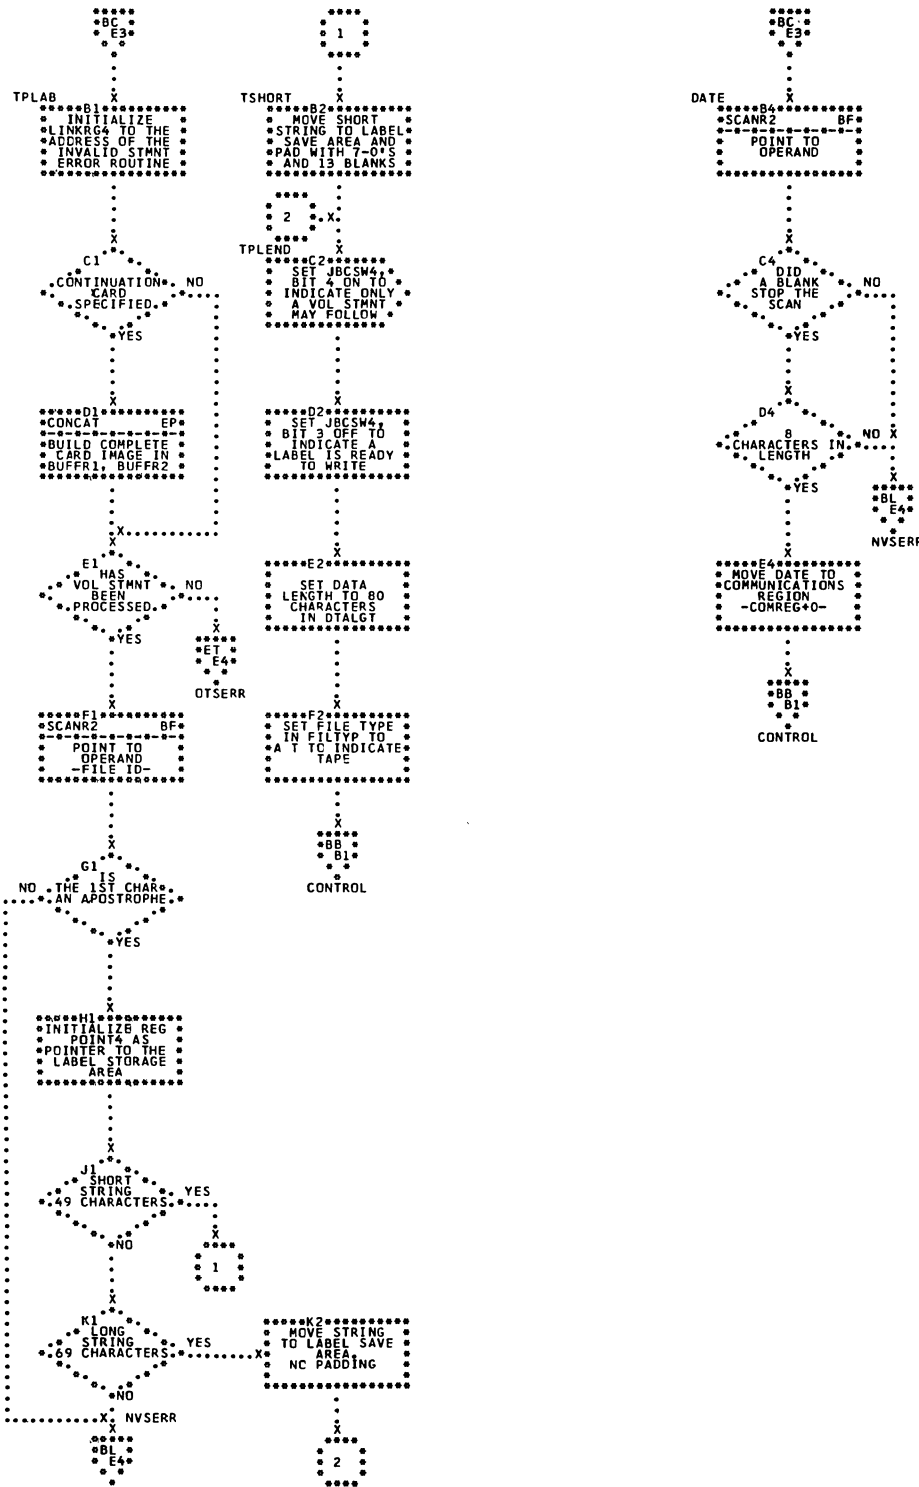 BC
E3
TPLAB
B1
INITIALIZE
LINKRG4 TO THE
ADDRESS OF THE
INVALID STMNT
ERROR ROUTINE
C1
CONTINUATION
CARD
SPECIFIED
NO
YES
D1
CONCAT EP
BUILD COMPLETE
CARD IMAGE IN
BUFFR1, BUFFR2
E1
HAS
VOL STMNT
BEEN
PROCESSED
NO
YES
ET
E4
OTSERR
F1
SCANR2 BF
POINT TO
OPERAND
-FILE ID-
G1
IS
THE 1ST CHAR
AN APOSTROPHE
NO
YES
H1
INITIALIZE REG
POINT4 AS
POINTER TO THE
LABEL STORAGE
AREA
J1
SHORT
STRING
49 CHARACTERS
YES
NO
1
K1
LONG
STRING
69 CHARACTERS
YES
NO
NVSERR
BL
E4
1
TSHORT
B2
MOVE SHORT
STRING TO LABEL
SAVE AREA AND
PAD WITH 7-0'S
AND 13 BLANKS
2
TPLEND
C2
SET JBCSW4,
BIT 4 ON TO
INDICATE ONLY
A VOL STMNT
MAY FOLLOW
D2
SET JBCSW4,
BIT 3 OFF TO
INDICATE A
LABEL IS READY
TO WRITE
E2
SET DATA
LENGTH TO 80
CHARACTERS
IN DTALGT
F2
SET FILE TYPE
IN FILTYP TO
A T TO INDICATE
TAPE
BB
B1
CONTROL
K2
MOVE STRING
TO LABEL SAVE
AREA.
NC PADDING
2
BC
E3
DATE
B4
SCANR2 BF
POINT TO
OPERAND
C4
DID
A BLANK
STOP THE
SCAN
NO
YES
D4
8
CHARACTERS IN
LENGTH
NO
YES
BL
E4
NVSERR
E4
MOVE DATE TO
COMMUNICATIONS
REGION
-COMREG+0-
BB
B1
CONTROL